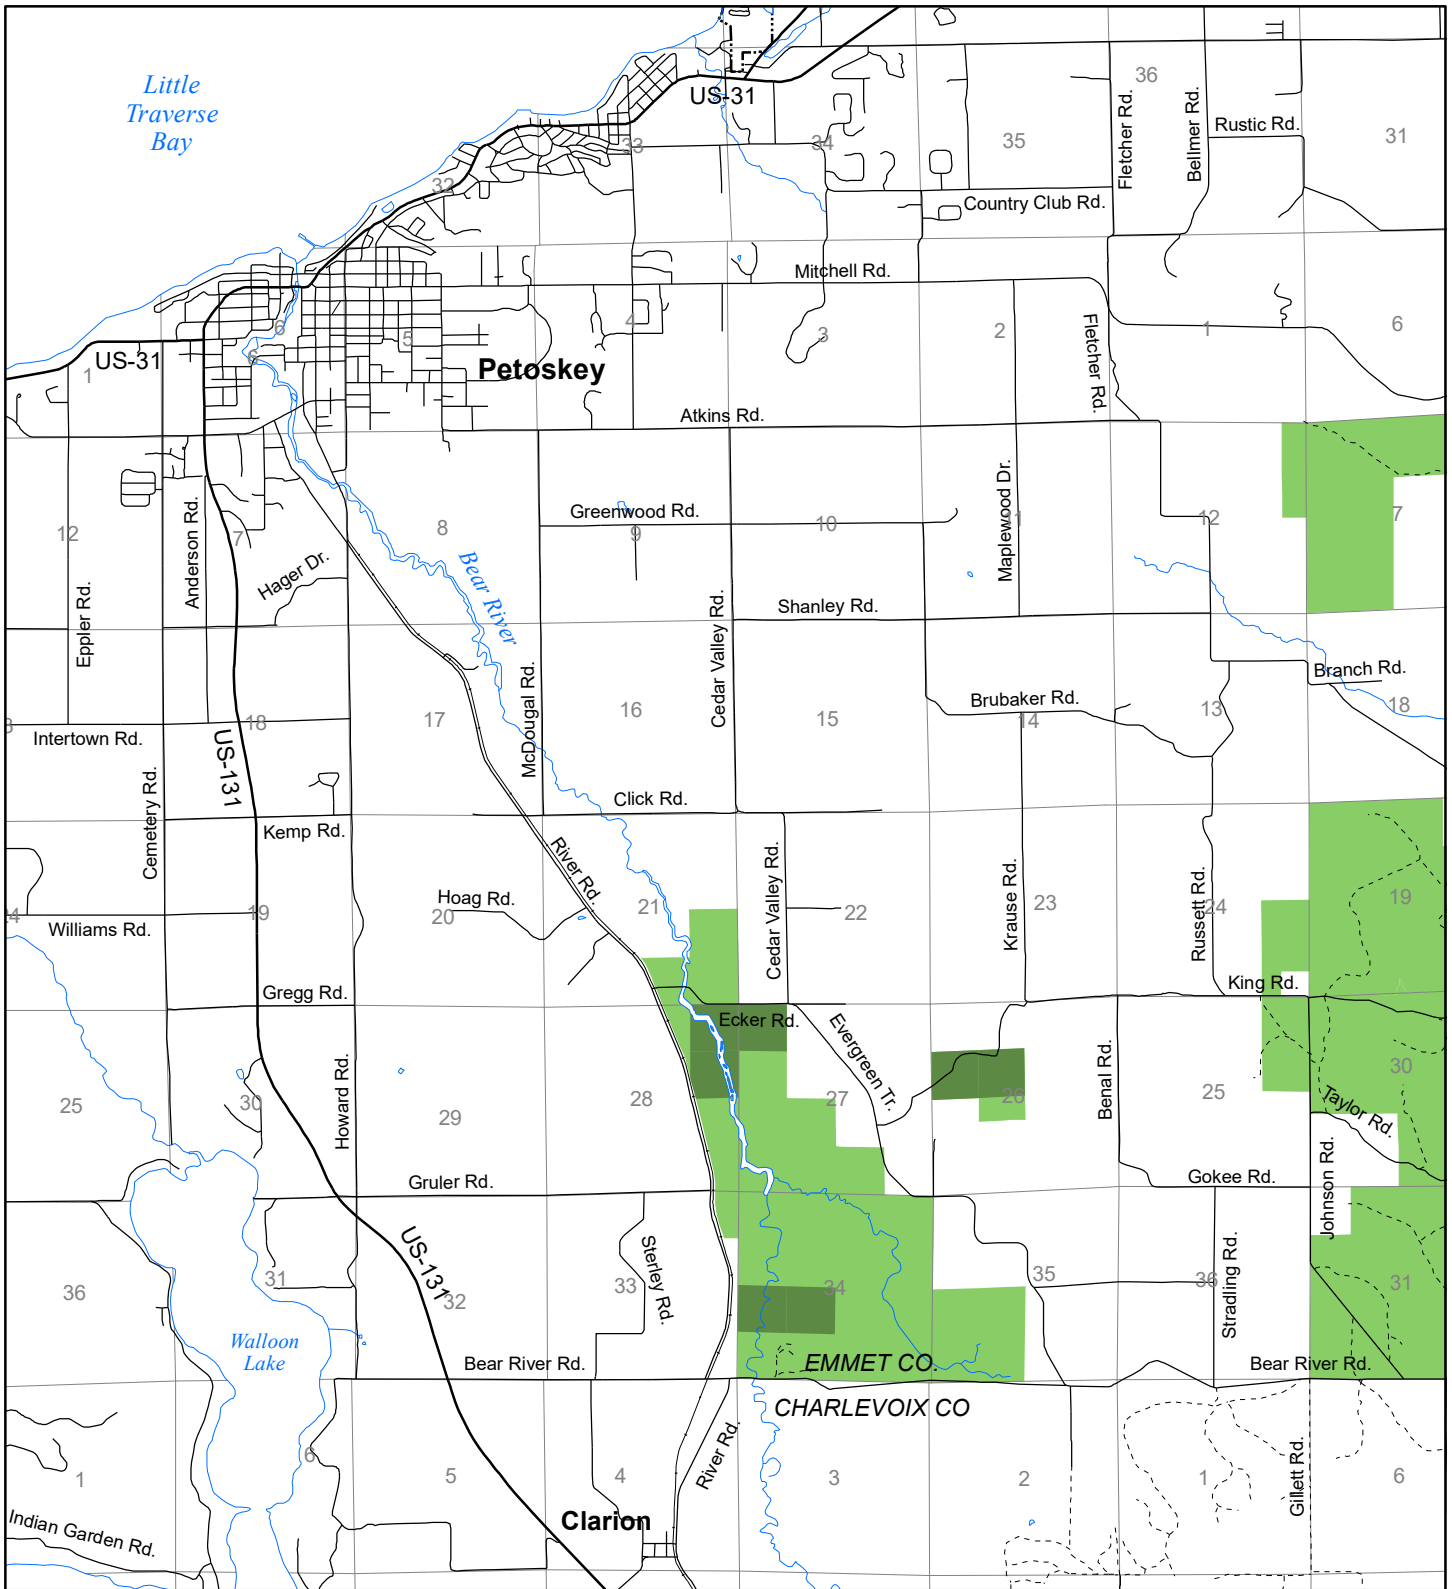 Little
Traverse
Bay
US-31
36
Fletcher Rd.
Bellmer Rd.
Rustic Rd.
31
33
34
35
32
Country Club Rd.
Mitchell Rd.
6
5
4
3
2
Fletcher Rd.
1
6
US-31
1
6
Petoskey
Atkins Rd.
12
Anderson Rd.
7
8
Greenwood Rd.
9
10
Maplewood Dr.
11
12
7
Hager Dr.
Bear River
Eppler Rd.
Shanley Rd.
Cedar Valley Rd.
McDougal Rd.
Branch Rd.
Brubaker Rd.
18
17
16
15
14
13
18
3
Intertown Rd.
US-131
Cemetery Rd.
Click Rd.
Kemp Rd.
River Rd.
Cedar Valley Rd.
Krause Rd.
Russett Rd.
Hoag Rd.
24
19
20
21
22
23
24
19
Williams Rd.
Gregg Rd.
King Rd.
Ecker Rd.
Evergreen Tr.
Howard Rd.
Benal Rd.
25
30
29
28
27
26
25
30
Taylor Rd.
Gruler Rd.
Gokee Rd.
Johnson Rd.
US-131
Sterley Rd.
Stradling Rd.
36
31
32
33
34
35
36
31
Walloon
Lake
Bear River Rd.
EMMET CO.
Bear River Rd.
CHARLEVOIX CO
River Rd.
Gillett Rd.
1
6
5
4
3
2
1
6
Clarion
Indian Garden Rd.